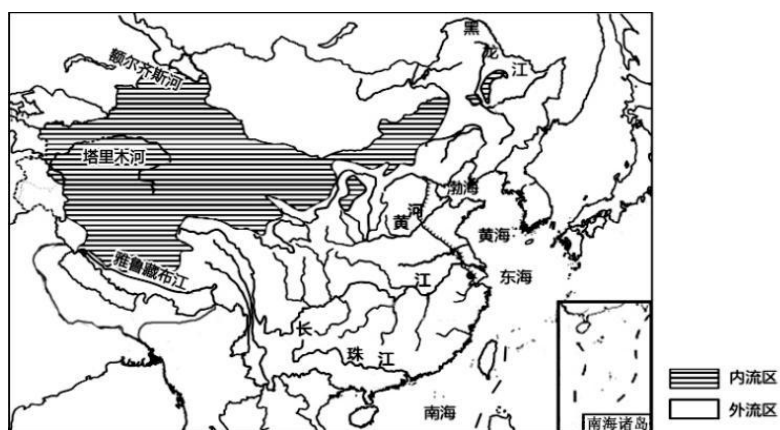 黑
龙
江
额尔齐斯河
塔里木河
渤海
黄
河
黄海
雅鲁藏布江
江
东海
长
珠
江
南海
南海诸岛
内流区
外流区